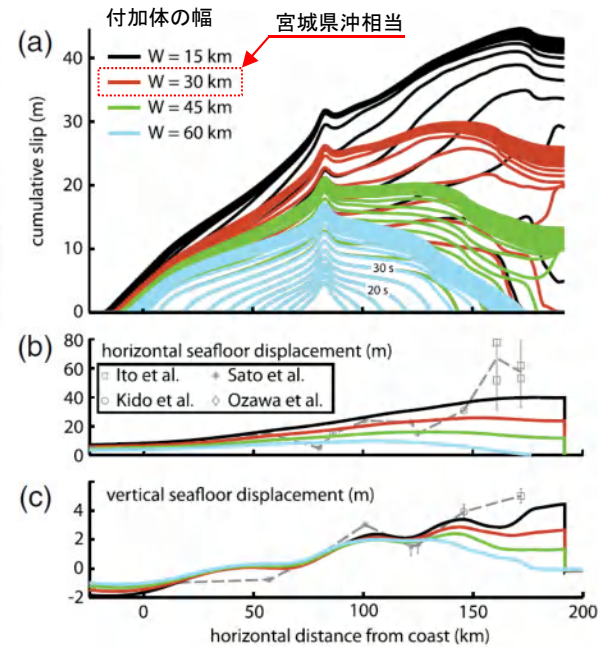 付加体の幅
宮城県沖相当
(a)
W = 15 km
W = 30 km
W = 45 km
W = 60 km
cumulative slip (m)
40
30
20
10
0
30 s
20 s
(b)
horizontal seafloor displacement (m)
Ito et al.
Sato et al.
Kido et al.
Ozawa et al.
80
60
40
20
0
(c)
vertical seafloor displacement (m)
4
2
0
-2
0
50
100
150
200
horizontal distance from coast (km)